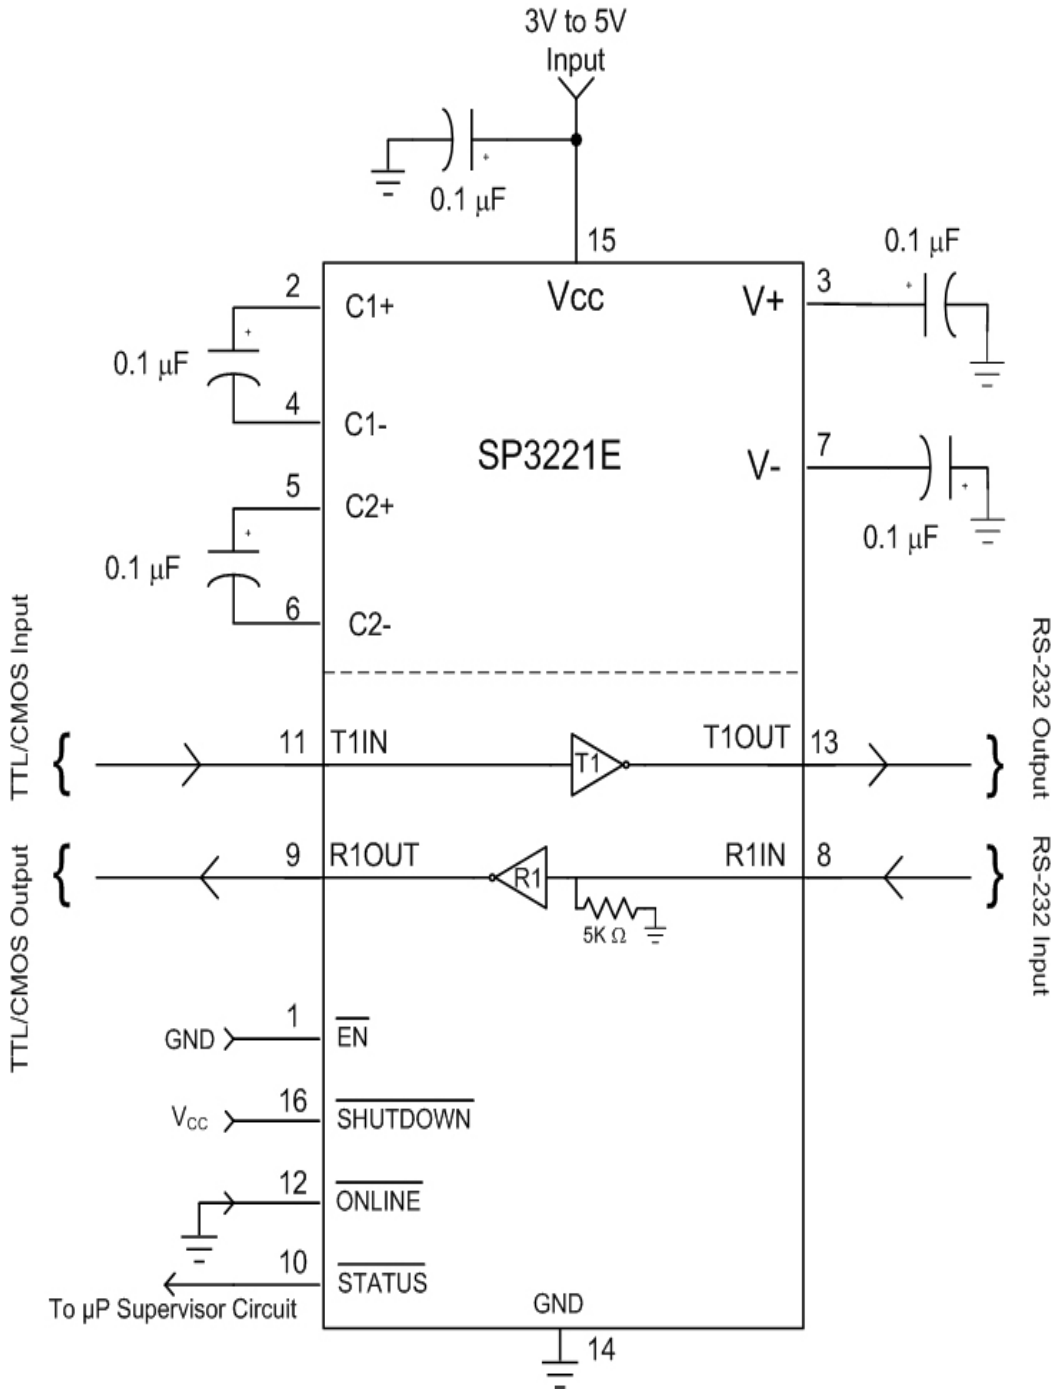 3V to 5V
Input
+
0.1 µF
15
0.1 µF
2
C1+
Vcc
V+
3
+
+
0.1 µF
4
C1-
SP3221E
V-
7
+
0.1 µF
5
C2+
+
0.1 µF
6
C2-
TTL/CMOS Input
RS-232 Output
{
11
T1IN
T1
T1OUT
13
}
TTL/CMOS Output
RS-232 Input
{
9
R1OUT
R1
R1IN
8
}
5K Ω
GND
1
EN
VCC
16
SHUTDOWN
12
ONLINE
10
STATUS
To µP Supervisor Circuit
GND
14